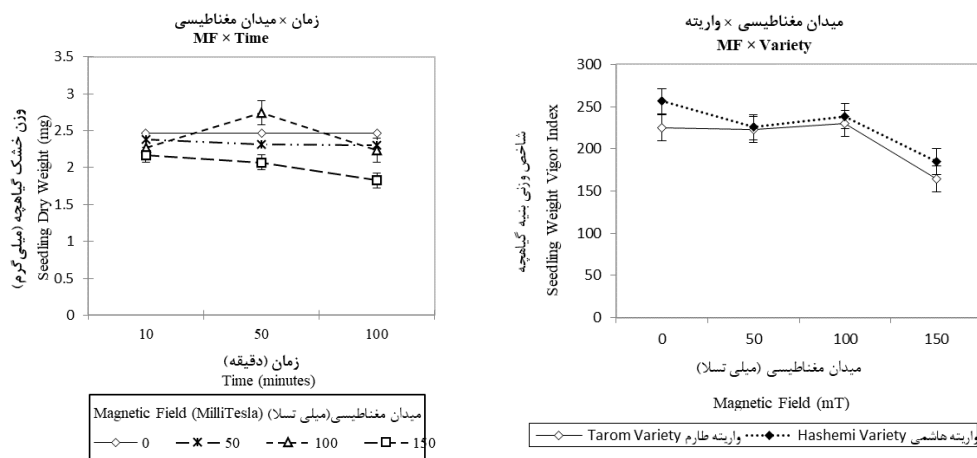 زمان × میدان مغناطیسی
MF × Time
وزن خشک گیاهچه (میلی‌گرم)
Seedling Dry Weight (mg)
3.5
3
2.5
2
1.5
1
0.5
0
10 50 100
زمان (دقیقه)
Time (minutes)
Magnetic Field (MilliTesla) میدان مغناطیسی(میلی تسلا)
0 50 100 150
میدان مغناطیسی × واریته
MF × Variety
شاخص وزنی بنیه گیاهچه
Seedling Weight Vigor Index
300
250
200
150
100
50
0
0 50 100 150
میدان مغناطیسی (میلی تسلا)
Magnetic Field (mT)
Tarom Variety واریته طارم Hashemi Variety واریته هاشمی